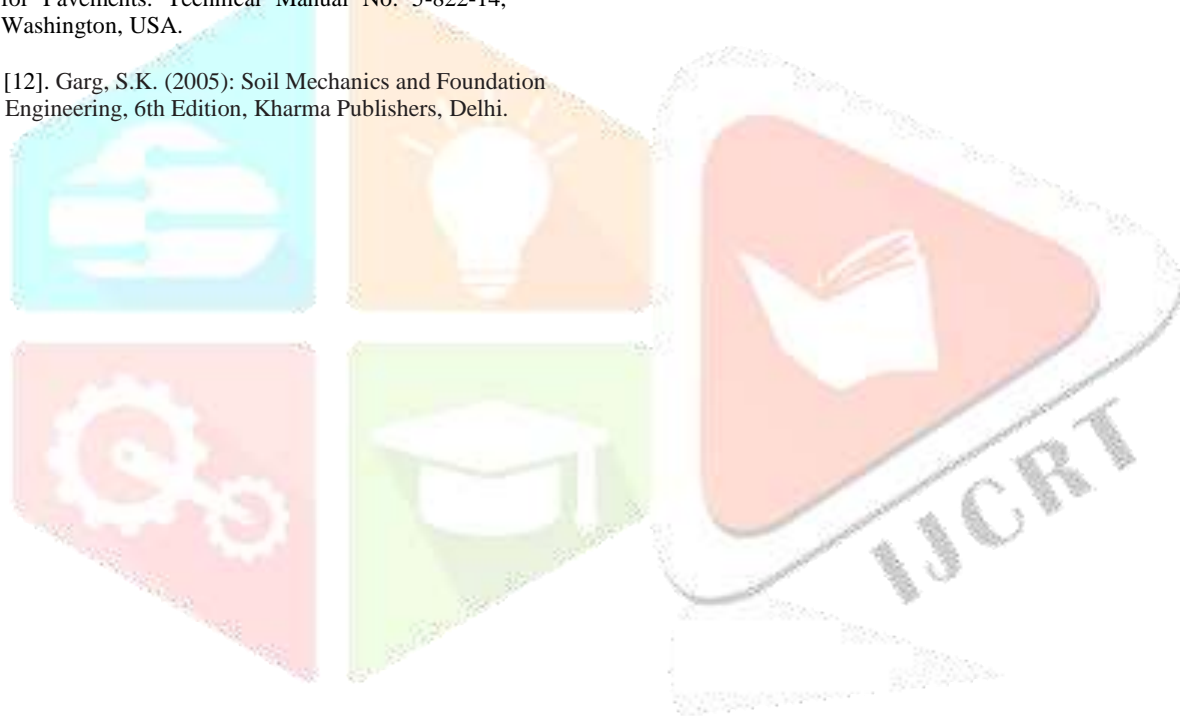 for Pavements. Technical Manual No. 5-822-14,
Washington, USA.
[12]. Garg, S.K. (2005): Soil Mechanics and Foundation
Engineering, 6th Edition, Kharma Publishers, Delhi.
IJCRT